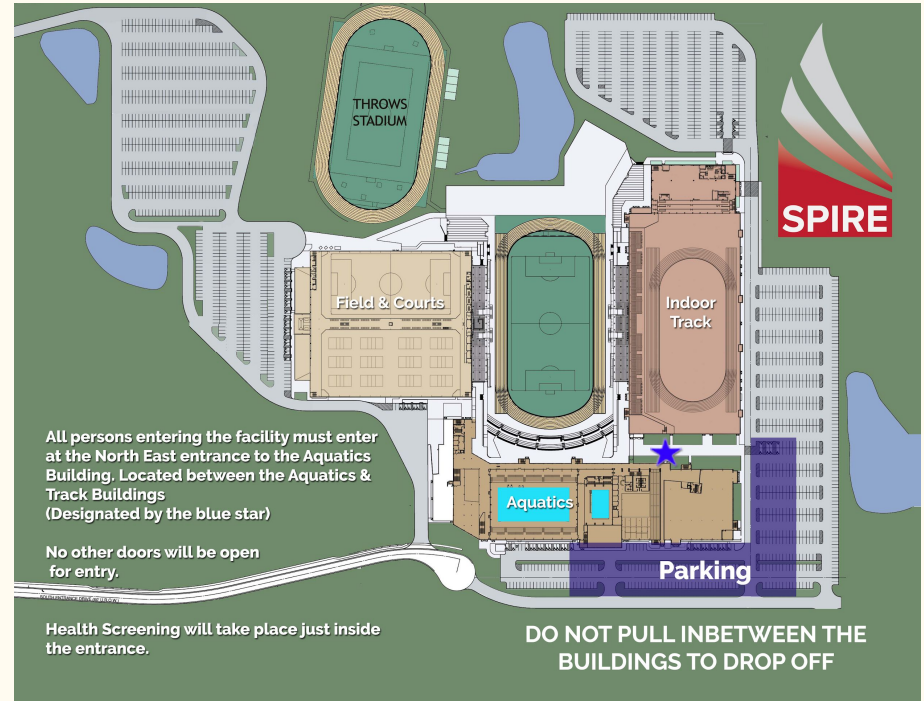 THROWS
STADIUM
SPIRE
Field & Courts
Indoor
Track
All persons entering the facility must enter
at the North East entrance to the Aquatics
Building. Located between the Aquatics &
Track Buildings
(Designated by the blue star)
Aquatics
No other doors will be open
for entry.
Parking
Health Screening will take place just inside
the entrance.
DO NOT PULL INBETWEEN THE
BUILDINGS TO DROP OFF